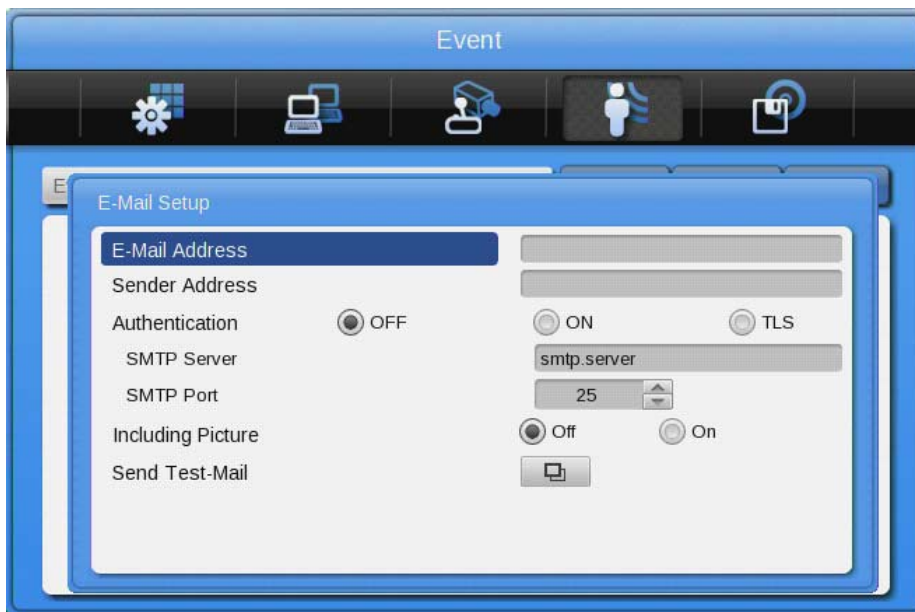 Event
E
E-Mail Setup
E-Mail Address
Sender Address
Authentication OFF ON TLS
SMTP Server smtp.server
SMTP Port 25
Including Picture Off On
Send Test-Mail